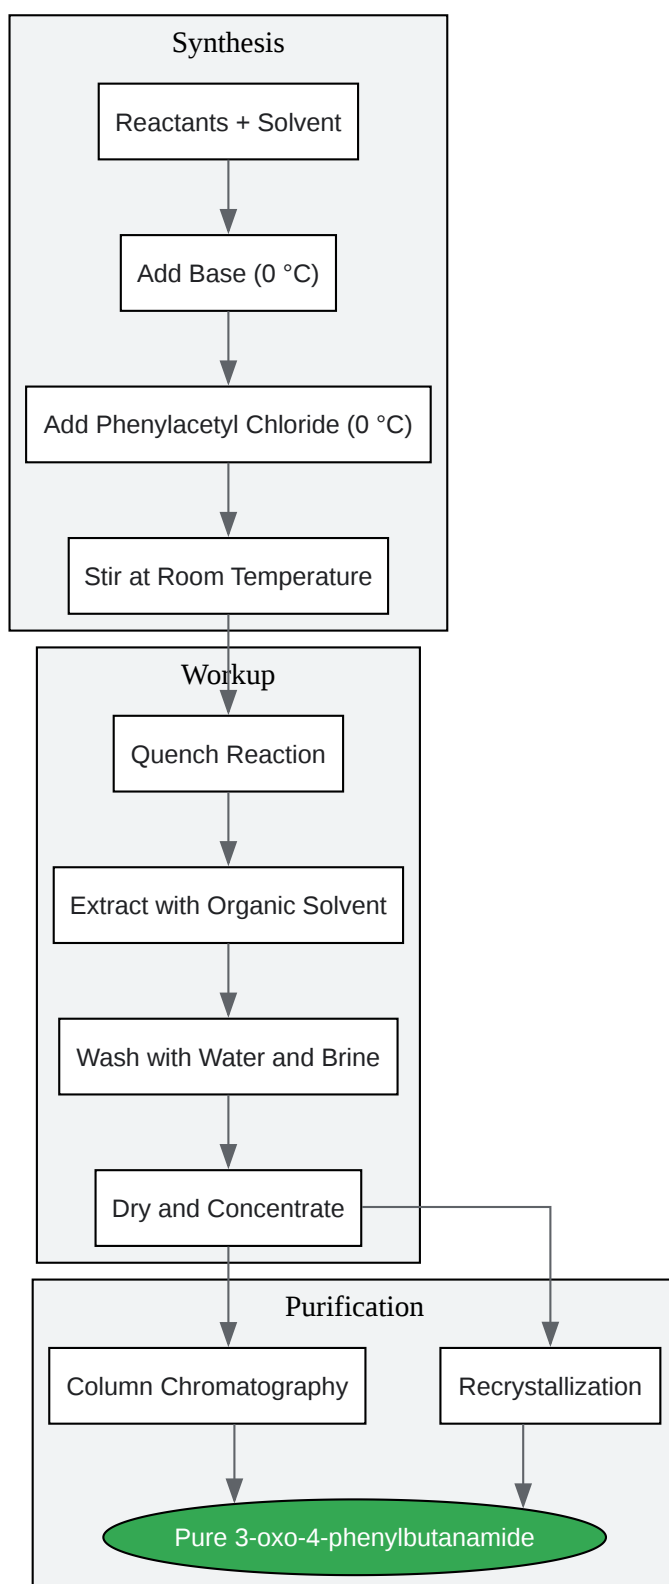 Synthesis
Reactants + Solvent
Add Base (0 °C)
Add Phenylacetyl Chloride (0 °C)
Stir at Room Temperature
Workup
Quench Reaction
Extract with Organic Solvent
Wash with Water and Brine
Dry and Concentrate
Purification
Column Chromatography
Recrystallization
Pure 3-oxo-4-phenylbutanamide